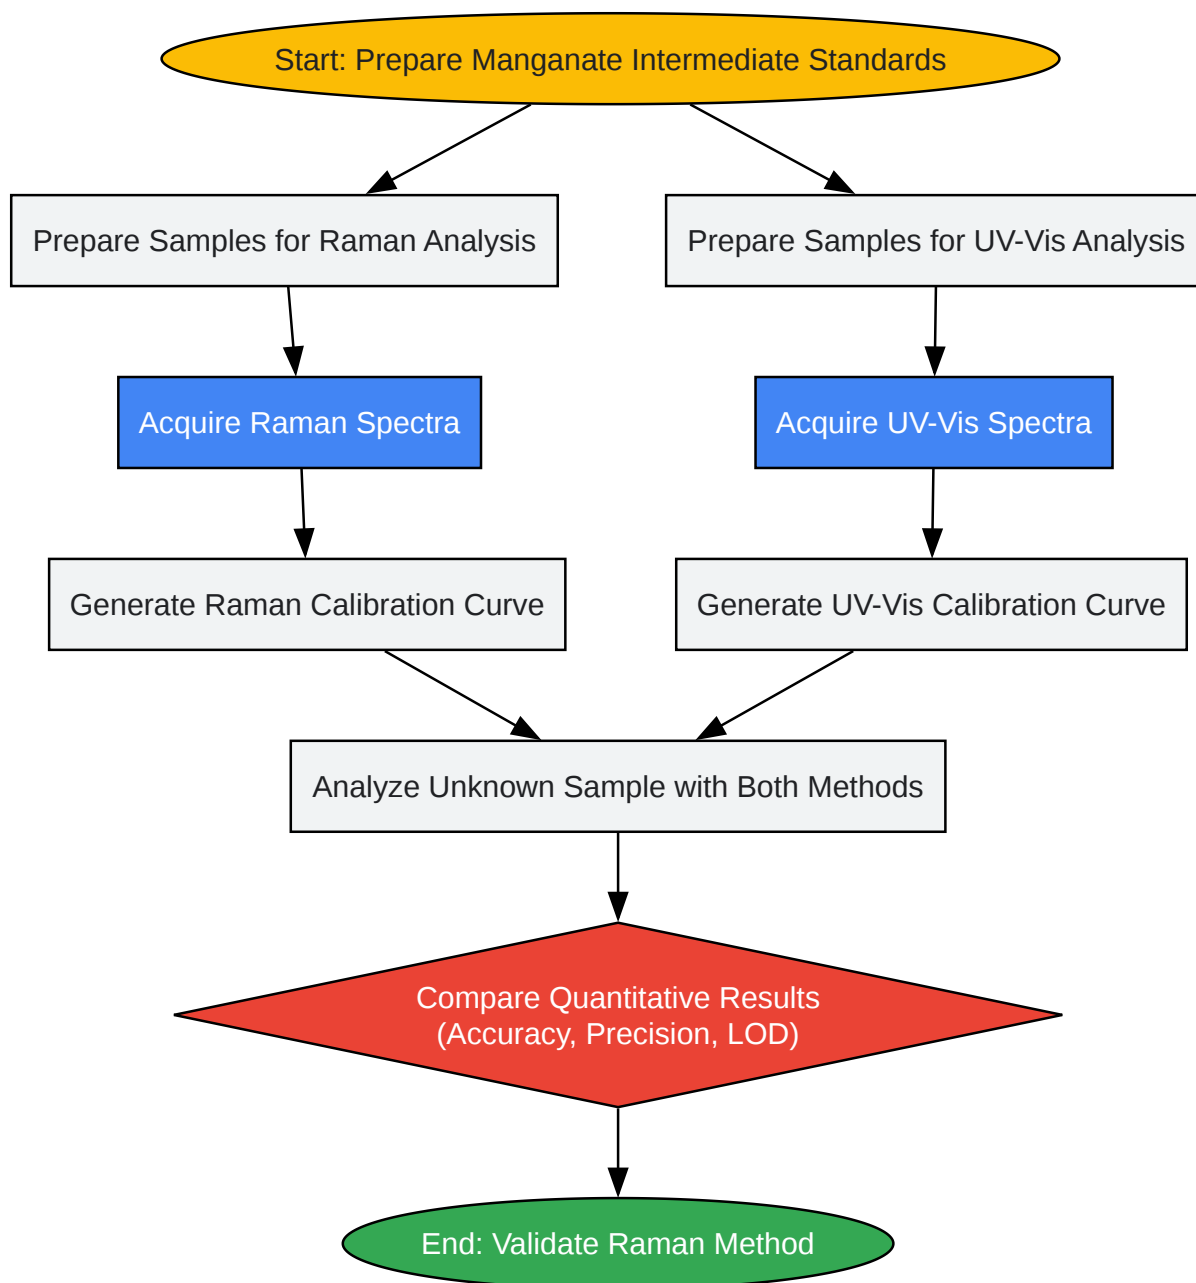 Start: Prepare Manganate Intermediate Standards
Prepare Samples for Raman Analysis
Prepare Samples for UV-Vis Analysis
Acquire Raman Spectra
Acquire UV-Vis Spectra
Generate Raman Calibration Curve
Generate UV-Vis Calibration Curve
Analyze Unknown Sample with Both Methods
Compare Quantitative Results
(Accuracy, Precision, LOD)
End: Validate Raman Method